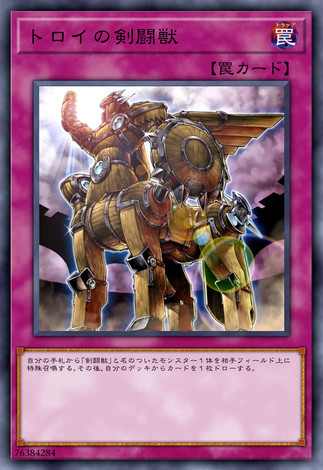 トロイの剣闘獣
トラップ
罠
【罠カード】
自分の手札から「剣闘獣」と名のついたモンスター1体を相手フィールド上に
特殊召喚する。その後、自分のデッキからカードを1枚ドローする。
76384284